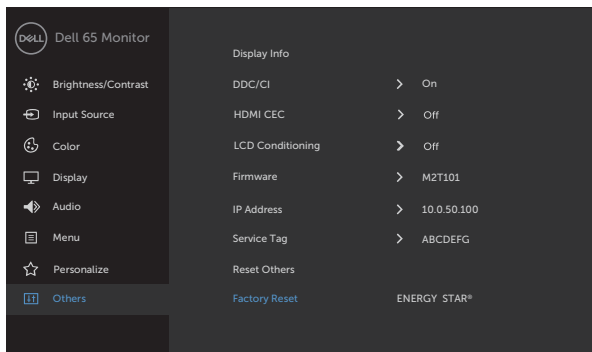 DELL Dell 65 Monitor
Brightness/Contrast
Input Source
Color
Display
Audio
Menu
Personalize
Others
Display Info
DDC/CI > On
HDMI CEC > Off
LCD Conditioning > Off
Firmware > M2T101
IP Address > 10.0.50.100
Service Tag > ABCDEFG
Reset Others
Factory Reset ENERGY STAR®